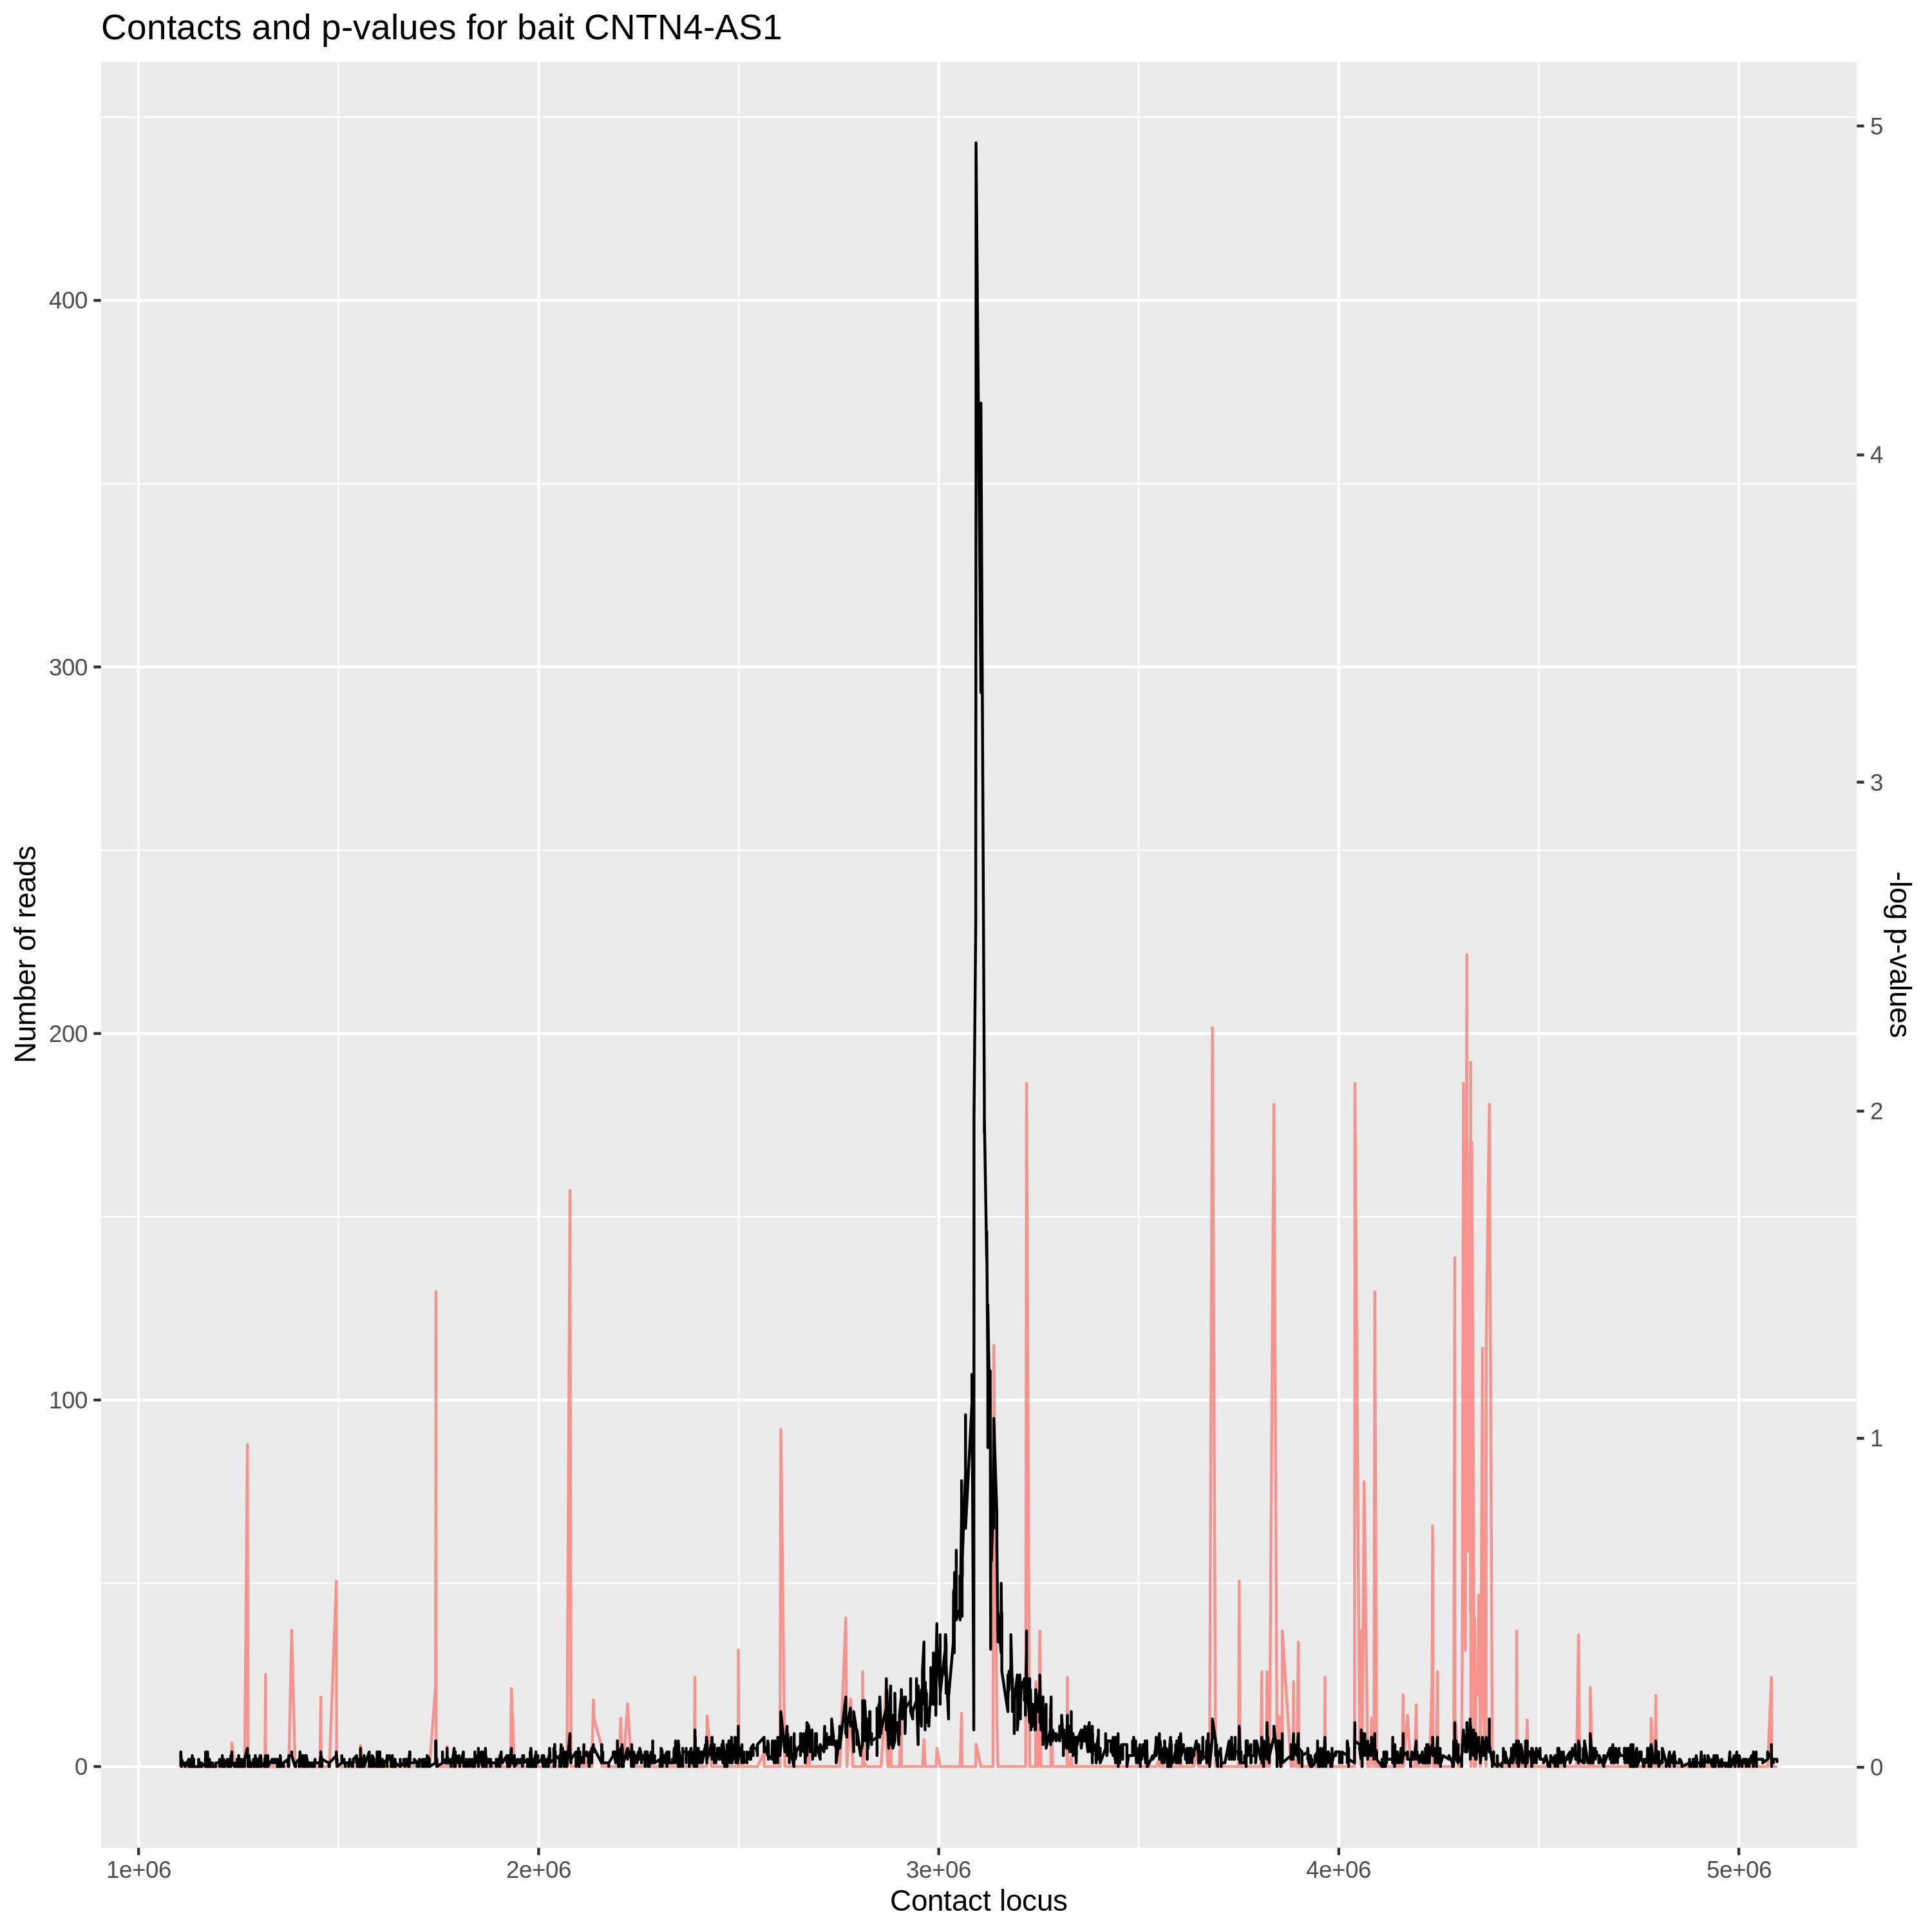 Contacts and p-values for bait CNTN4-AS1
5
400
4
300
3
Number of reads
-log p-values
200
2
100
1
0
0
1e+06
2e+06
3e+06
4e+06
5e+06
Contact locus